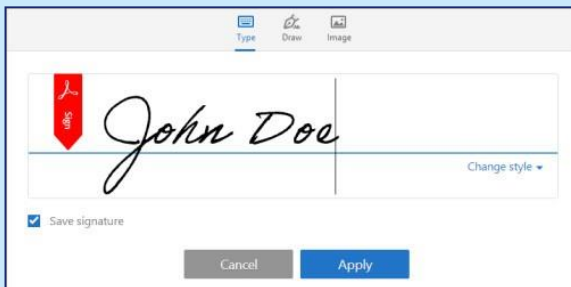 Type Draw Image
Sign
John Doe
Change style
Save signature
Cancel Apply